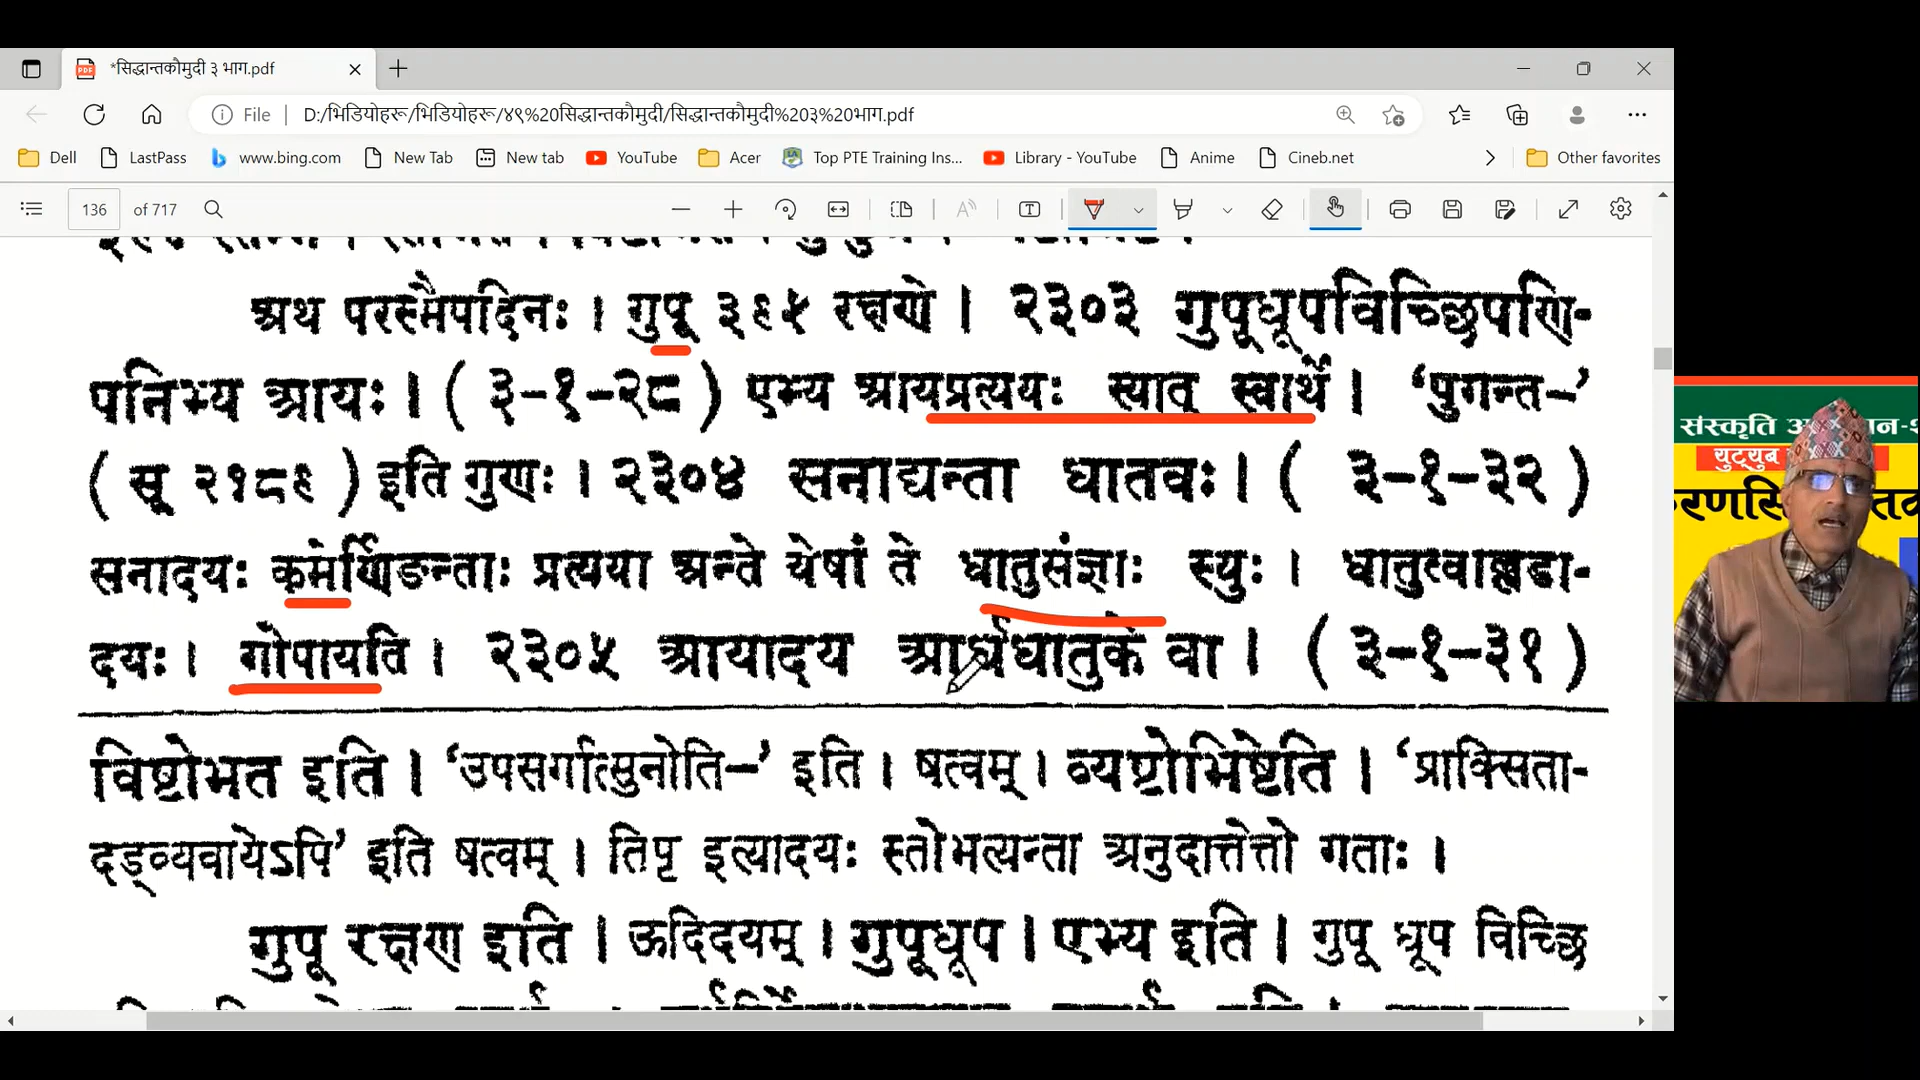 *सिद्धान्तकौमुदी ३ भाग.pdf
File
D:/भिडियोहरू/भिडियोहरू/४९%20सिद्धान्तकौमुदी/सिद्धान्तकौमुदी%20३%20भाग.pdf
Dell LastPass www.bing.com New Tab New tab YouTube Acer Top PTE Training Ins... Library - YouTube Anime Cineb.net Other favorites
136 of 717
अथ परस्मैपदिनः । गुपू ३९५ रक्षणे । २३०३ गुपूधूपविच्छिपणि-
पनिभ्य आयः । ( ३-१-२८ ) एभ्य आयप्रत्ययः स्यात् स्वार्थे । ‘पुगन्त-’
( सू २१८९ ) इति गुणः । २३०४ सनाद्यन्ता धातवः । ( ३-१-३२ )
सनादयः कमेर्णिङन्ताः प्रत्यया अन्ते येषां ते धातुसंज्ञाः स्युः । धातुत्वाल्लडा-
दयः । गोपायति । २३०५ आयादय आर्धधातुके वा । ( ३-१-३१ )
विष्टोभत इति । ‘उपसर्गात्सुनोति-’ इति । षत्वम् । व्यष्टोभिष्टेति । ‘प्राक्सिता-
दड्व्यवायेऽपि’ इति षत्वम् । तिपृ इत्यादयः स्तोभत्यन्ता अनुदात्तेत्तो गताः ।
गुपू रक्षण इति । ऊदिदयम् । गुपूधूप । एभ्य इति । गुपू धूप विच्छि
संस्कृति
युट्युब